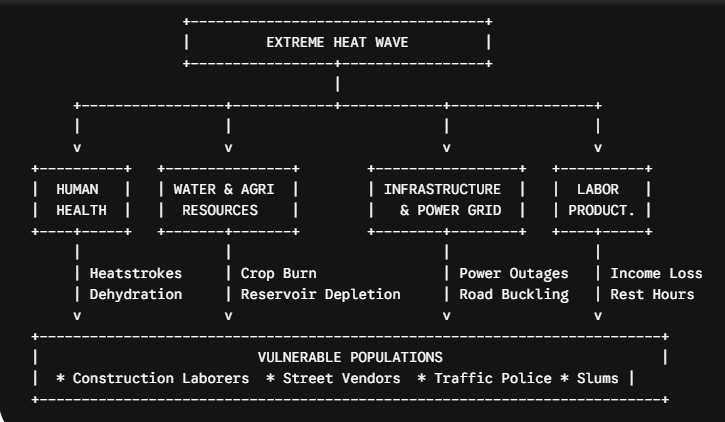 EXTREME HEAT WAVE
HUMAN WATER & AGRI INFRASTRUCTURE LABOR
HEALTH RESOURCES & POWER GRID PRODUCT.
Heatstrokes Crop Burn Power Outages Income Loss
Dehydration Reservoir Depletion Road Buckling Rest Hours
VULNERABLE POPULATIONS
* Construction Laborers * Street Vendors * Traffic Police * Slums